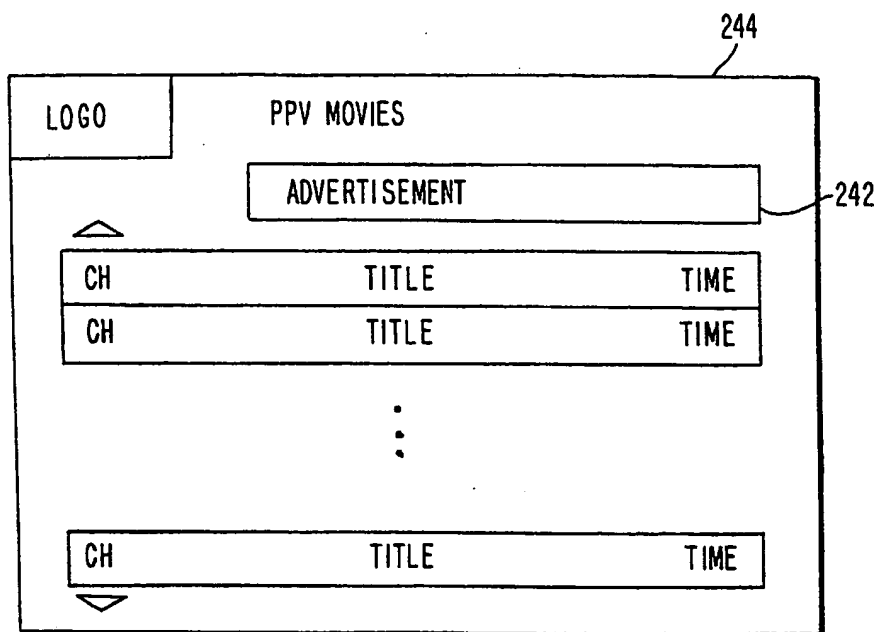 244
LOGO PPV MOVIES
ADVERTISEMENT
242
CH TITLE TIME
CH TITLE TIME
CH TITLE TIME